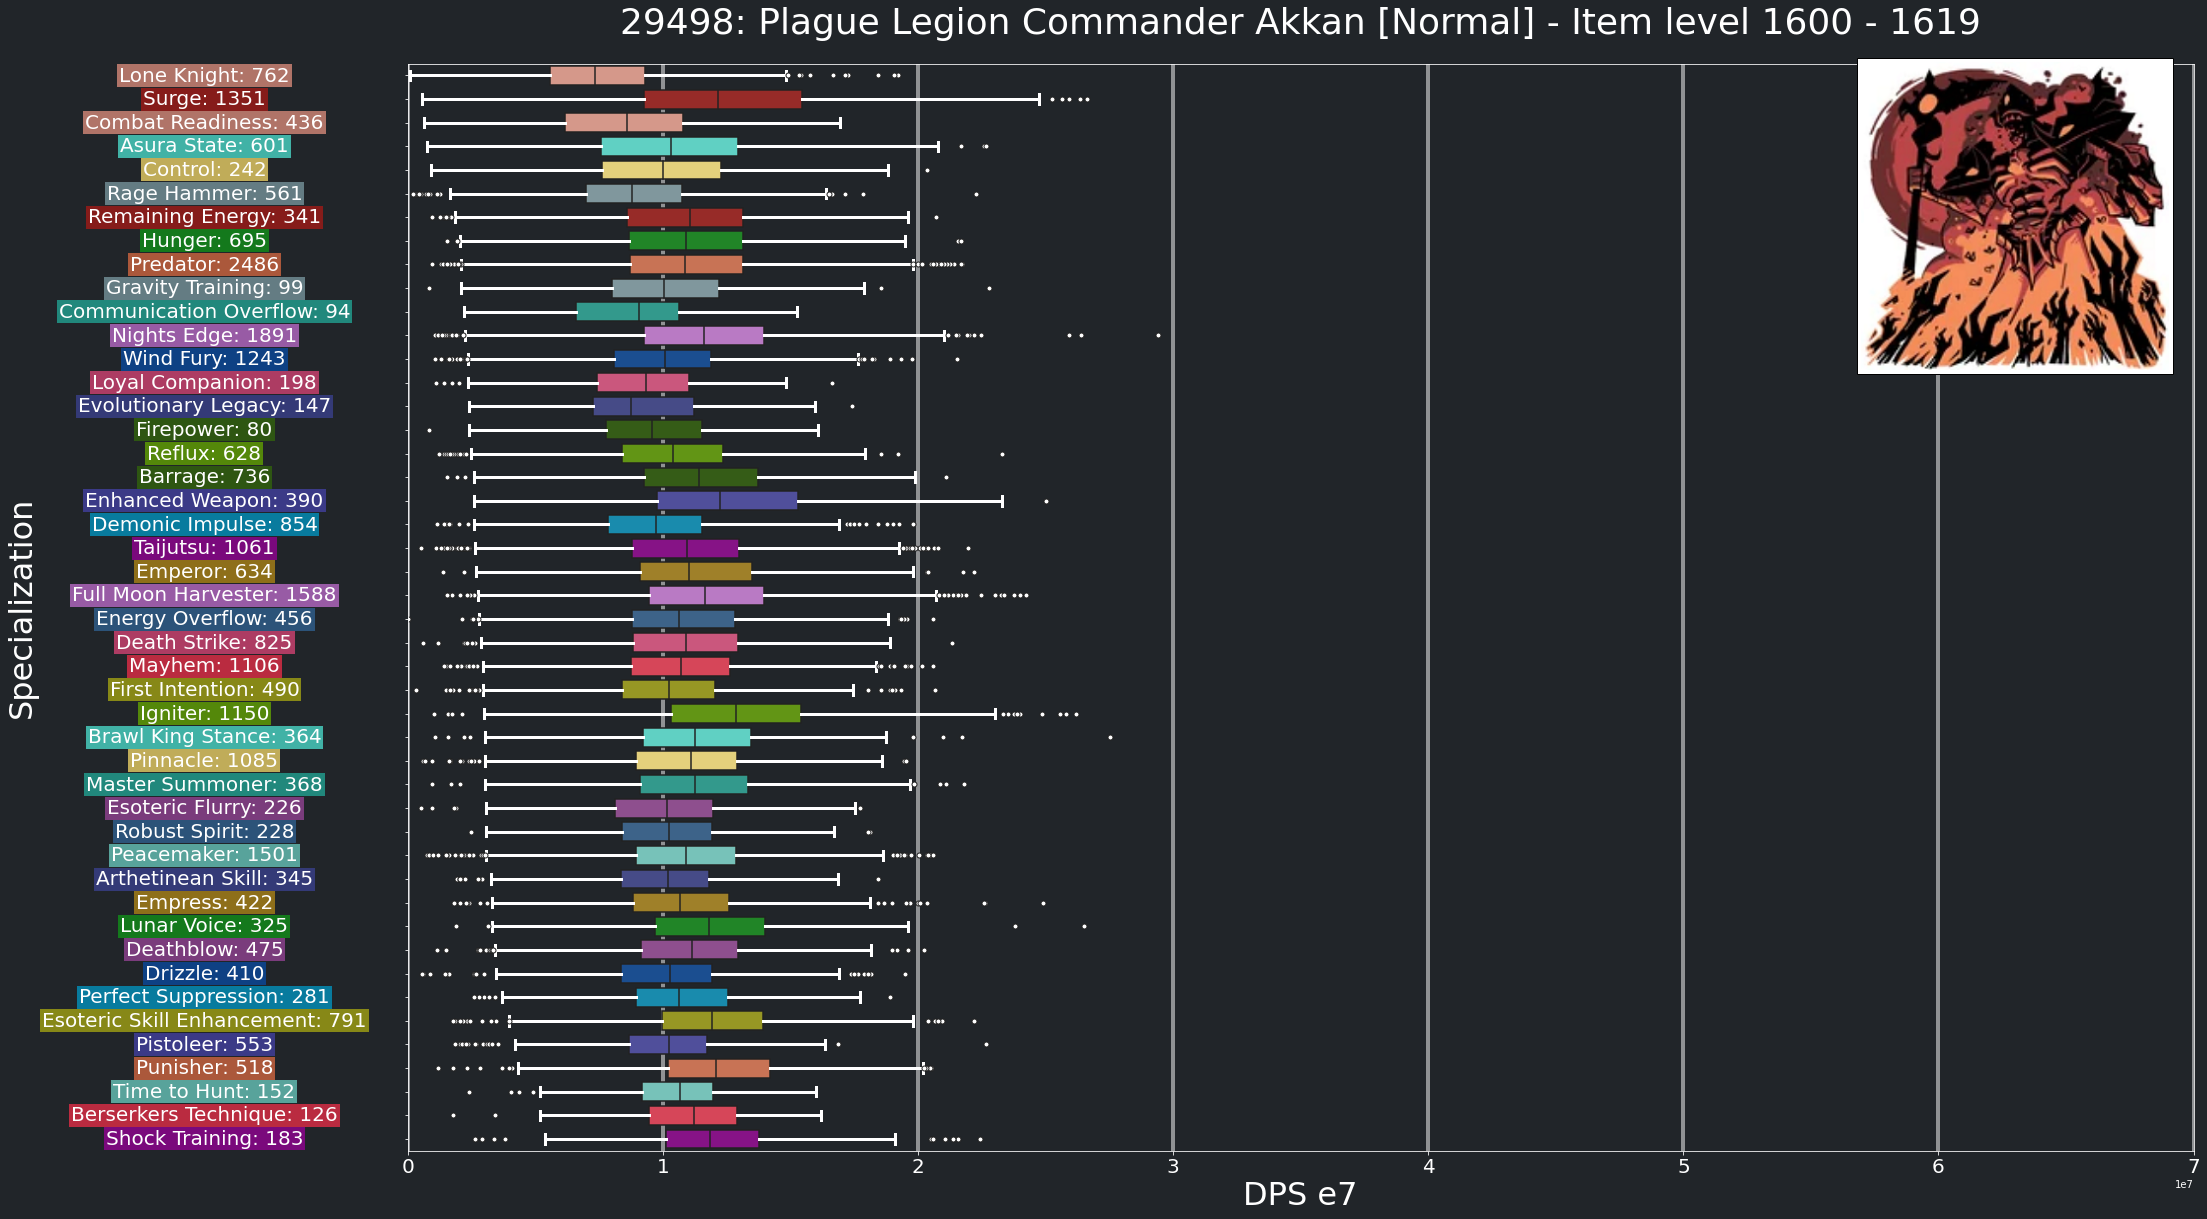 29498: Plague Legion Commander Akkan [Normal] - Item level 1600 - 1619
Lone Knight: 762
Surge: 1351
Combat Readiness: 436
Asura State: 601
Control: 242
Rage Hammer: 561
Remaining Energy: 341
Hunger: 695
Predator: 2486
Gravity Training: 99
Communication Overflow: 94
Nights Edge: 1891
Wind Fury: 1243
Loyal Companion: 198
Evolutionary Legacy: 147
Firepower: 80
Reflux: 628
Barrage: 736
Enhanced Weapon: 390
Demonic Impulse: 854
Taijutsu: 1061
Emperor: 634
Full Moon Harvester: 1588
Energy Overflow: 456
Death Strike: 825
Mayhem: 1106
First Intention: 490
Igniter: 1150
Brawl King Stance: 364
Pinnacle: 1085
Master Summoner: 368
Esoteric Flurry: 226
Robust Spirit: 228
Peacemaker: 1501
Arthetinean Skill: 345
Empress: 422
Lunar Voice: 325
Deathblow: 475
Drizzle: 410
Perfect Suppression: 281
Esoteric Skill Enhancement: 791
Pistoleer: 553
Punisher: 518
Time to Hunt: 152
Berserkers Technique: 126
Shock Training: 183
Specialization
0 1 2 3 4 5 6 7
1e7
DPS e7